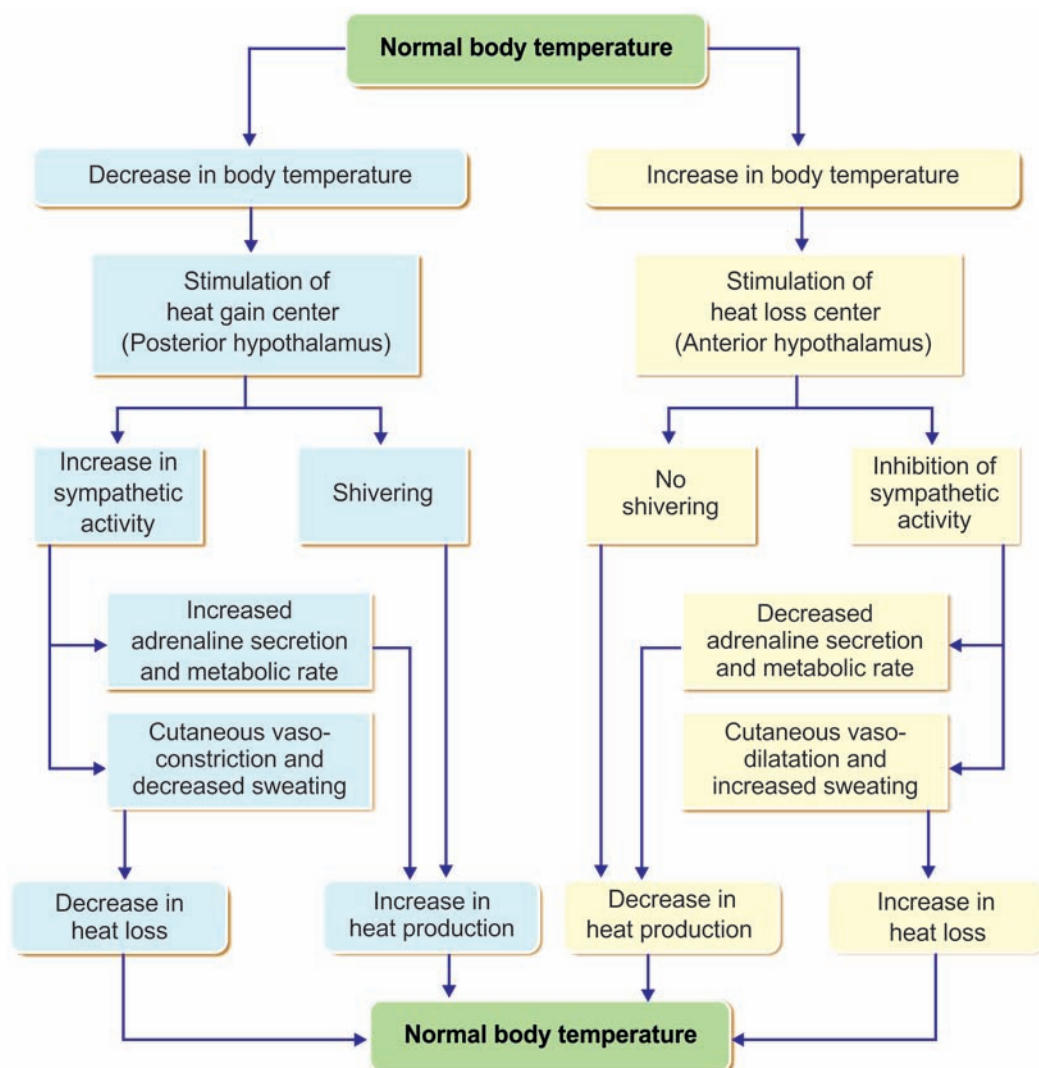 Normal body temperature
Decrease in body temperature
Increase in body temperature
Stimulation of
heat gain center
(Posterior hypothalamus)
Stimulation of
heat loss center
(Anterior hypothalamus)
Increase in
sympathetic
activity
Shivering
No
shivering
Inhibition of
sympathetic
activity
Increased
adrenaline secretion
and metabolic rate
Decreased
adrenaline secretion
and metabolic rate
Cutaneous vaso-
constriction and
decreased sweating
Cutaneous vaso-
dilatation and
increased sweating
Decrease in
heat loss
Increase in
heat production
Decrease in
heat production
Increase in
heat loss
Normal body temperature